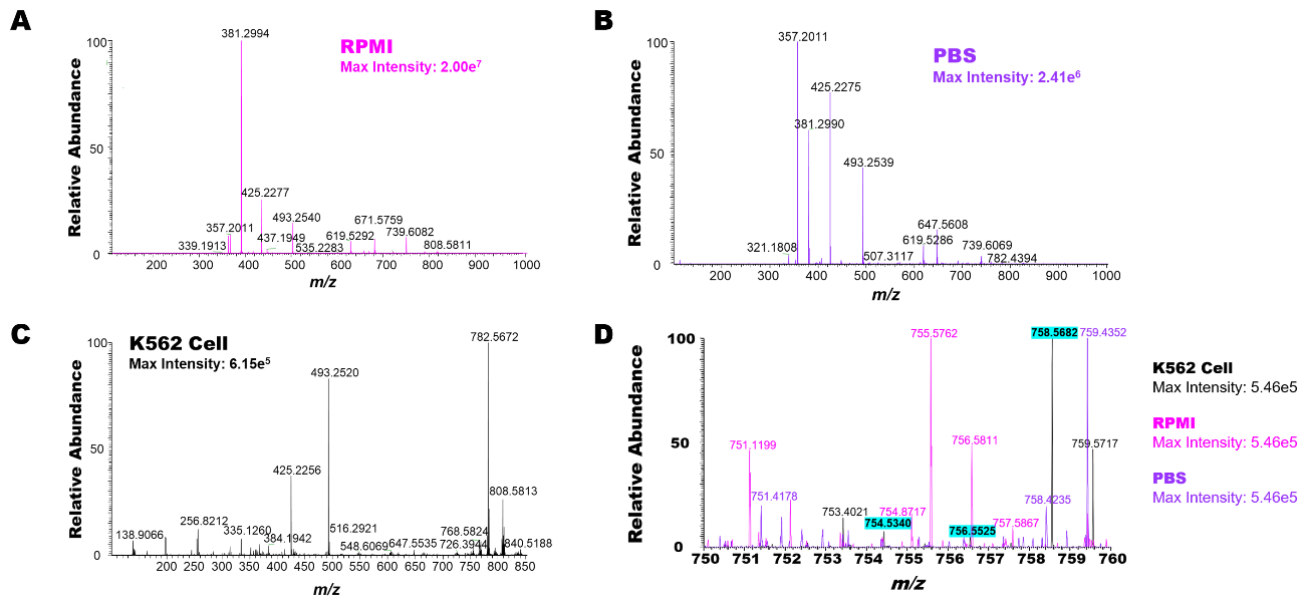 A
RPMI
Max Intensity: 2.00e⁷
Relative Abundance
100
50
0
381.2994
425.2277
493.2540
357.2011
339.1913
437.1949
535.2283
619.5292
671.5759
739.6082
808.5811
200 300 400 500 600 700 800 900 1000
m/z
B
PBS
Max Intensity: 2.41e⁶
Relative Abundance
100
50
0
357.2011
425.2275
381.2990
493.2539
321.1808
507.3117
619.5286
647.5608
739.6069
782.4394
200 300 400 500 600 700 800 900 1000
m/z
C
K562 Cell
Max Intensity: 6.15e⁵
Relative Abundance
100
50
0
782.5672
493.2520
425.2256
808.5813
138.9066
256.8212
335.1260
384.1942
516.2921
548.6069
647.5535
726.3944
768.5824
840.5188
150 200 250 300 350 400 450 500 550 600 650 700 750 800 850
m/z
D
Relative Abundance
100
50
0
755.5762
758.5682
759.4352
751.1199
756.5811
759.5717
751.4178
753.4021
754.5340
754.8717
756.5525
757.5867
758.4235
750 751 752 753 754 755 756 757 758 759 760
m/z
K562 Cell
Max Intensity: 5.46e5
RPMI
Max Intensity: 5.46e5
PBS
Max Intensity: 5.46e5